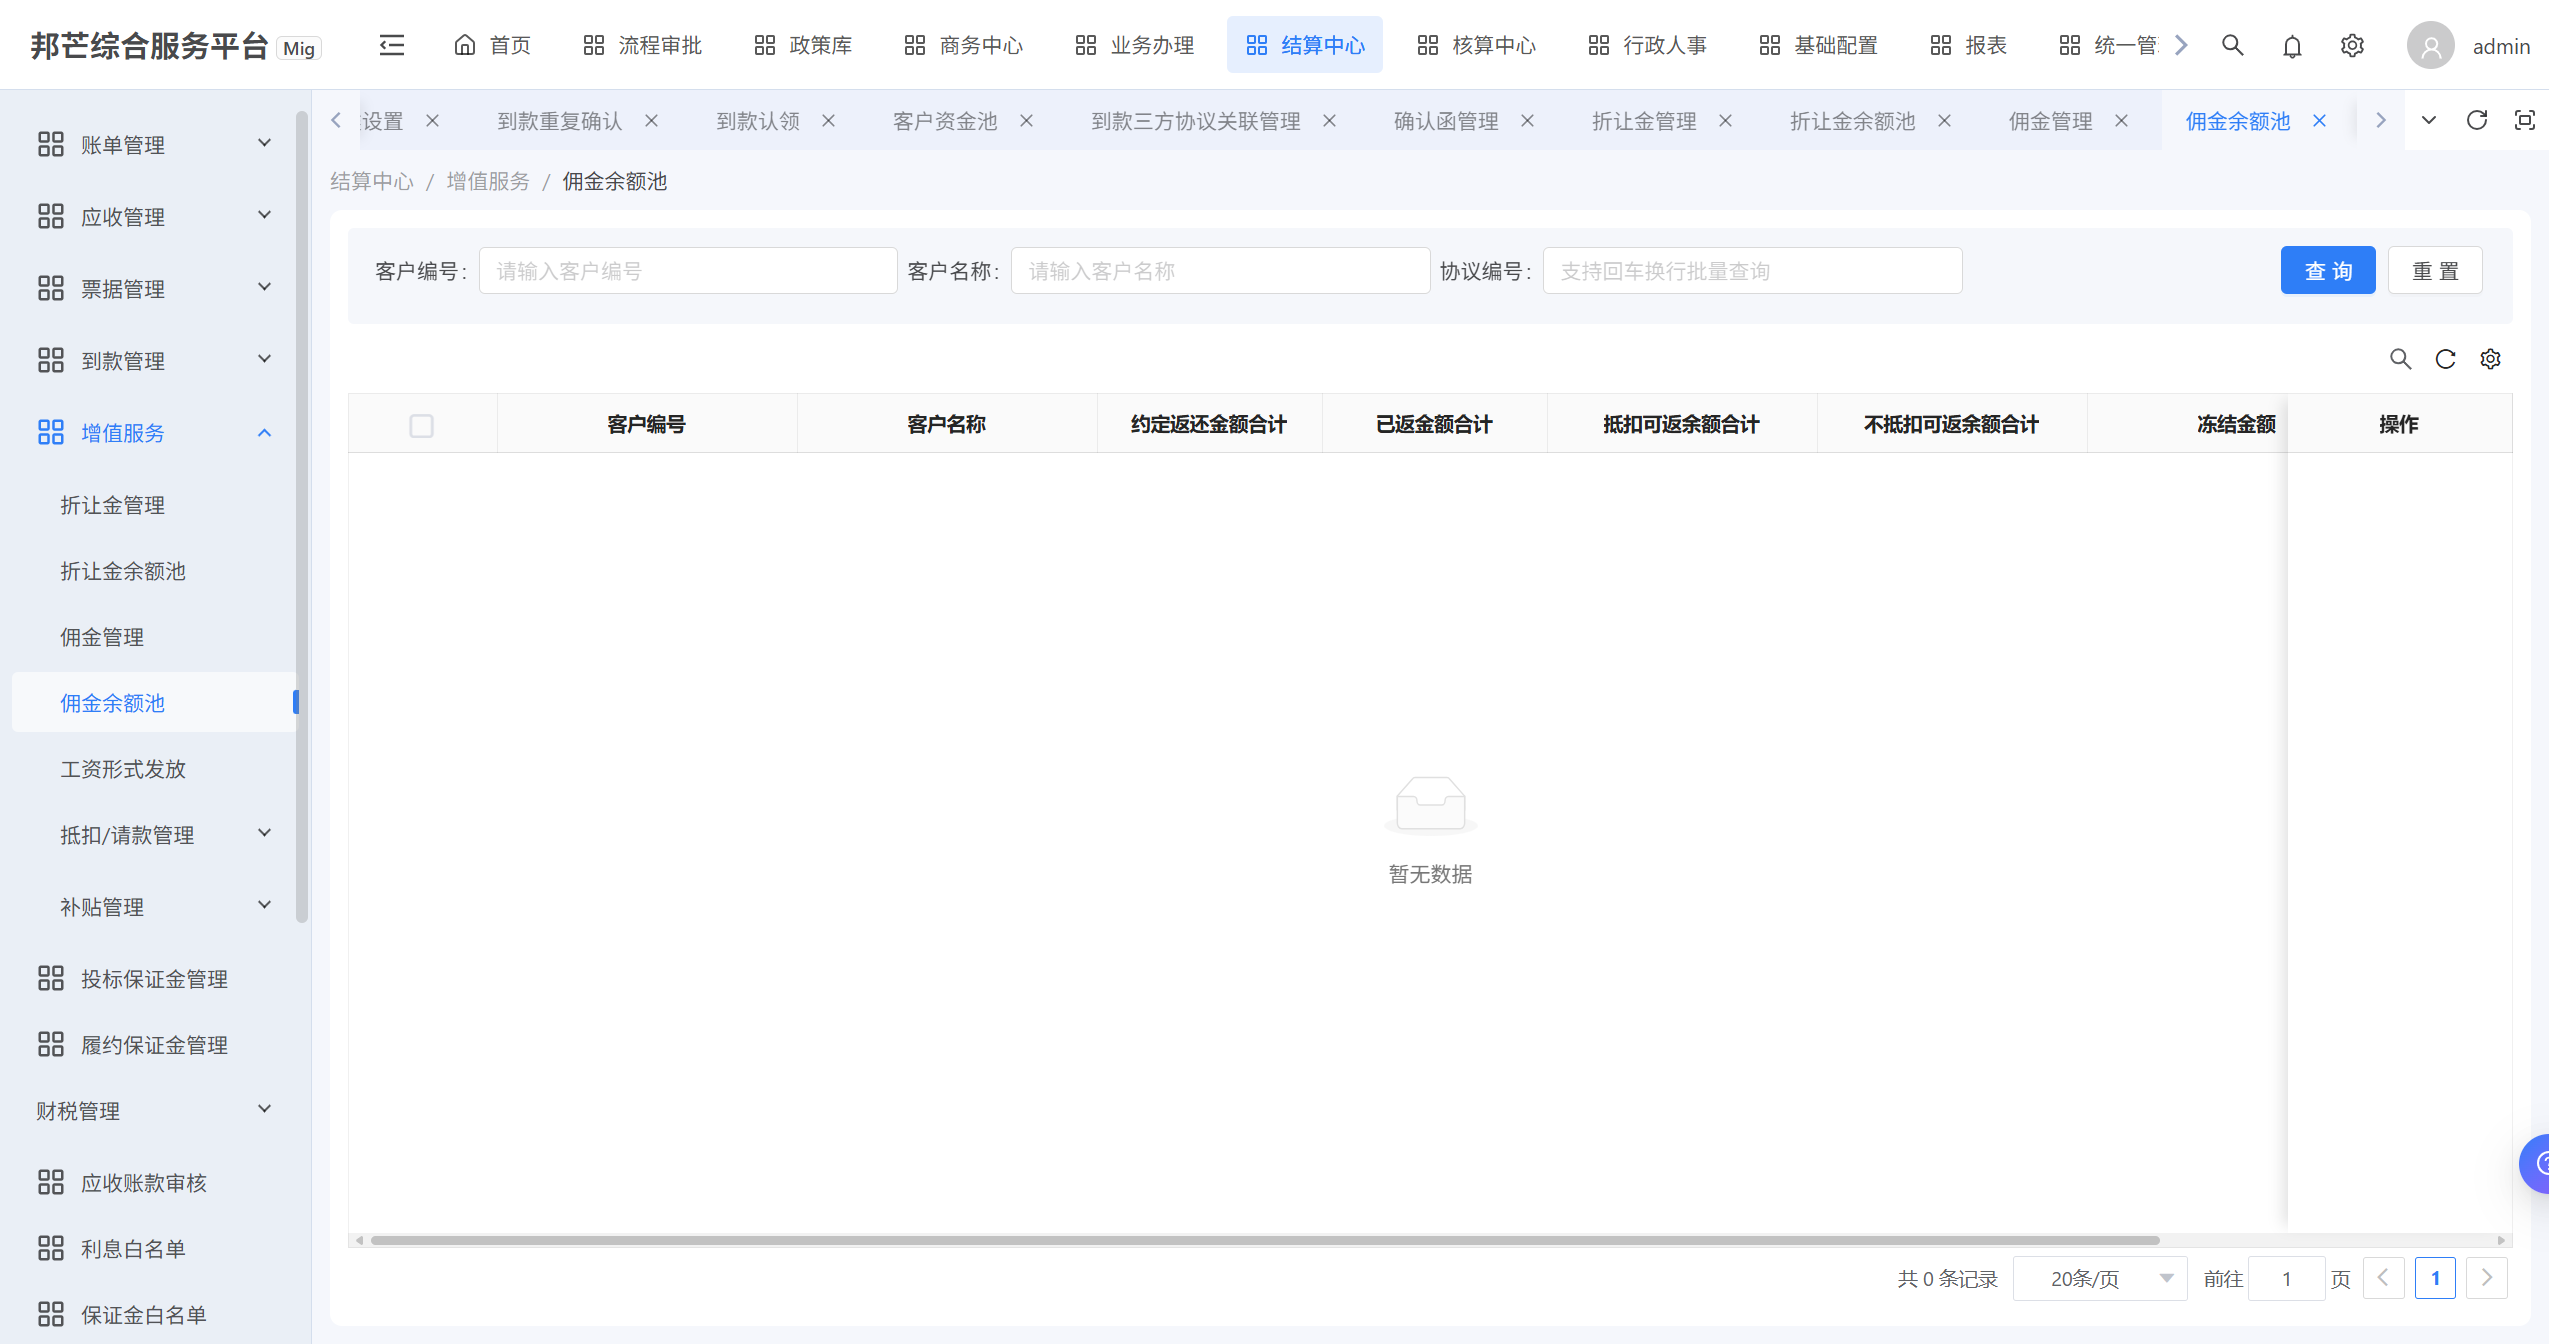 邦芒综合服务平台 Mig
首页 流程审批 政策库 商务中心 业务办理 结算中心 核算中心 行政人事 基础配置 报表 统一管
admin
设置 到款重复确认 到款认领 客户资金池 到款三方协议关联管理 确认函管理 折让金管理 折让金余额池 佣金管理 佣金余额池
结算中心 / 增值服务 / 佣金余额池
账单管理
应收管理
票据管理
到款管理
增值服务
折让金管理
折让金余额池
佣金管理
佣金余额池
工资形式发放
抵扣/请款管理
补贴管理
投标保证金管理
履约保证金管理
财税管理
应收账款审核
利息白名单
保证金白名单
客户编号: 请输入客户编号 客户名称: 请输入客户名称 协议编号: 支持回车换行批量查询 查 询 重 置
客户编号 客户名称 约定返还金额合计 已返金额合计 抵扣可返余额合计 不抵扣可返余额合计 冻结金额 操作
暂无数据
共 0 条记录 20条/页 前往 1 页 1